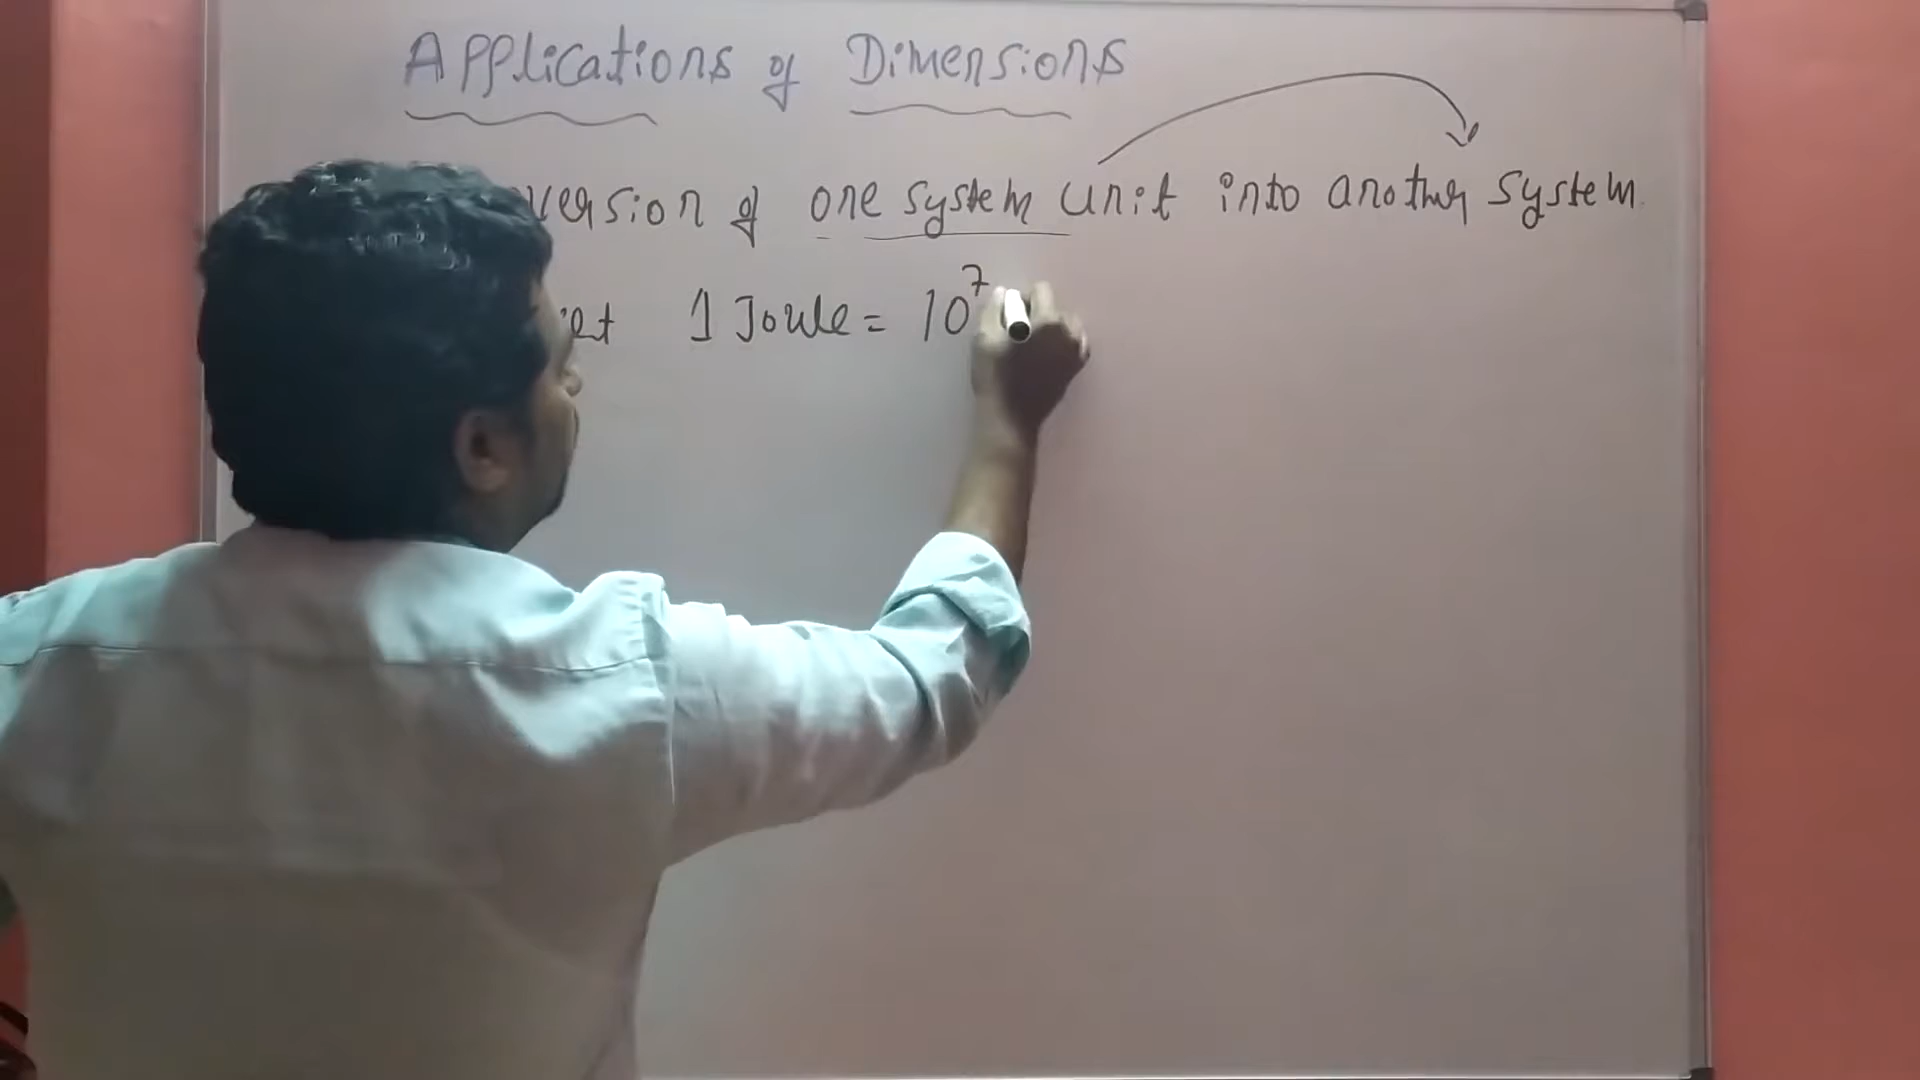 Applications of Dimensions
version of one system unit into another system.
1 Joule = 10⁷